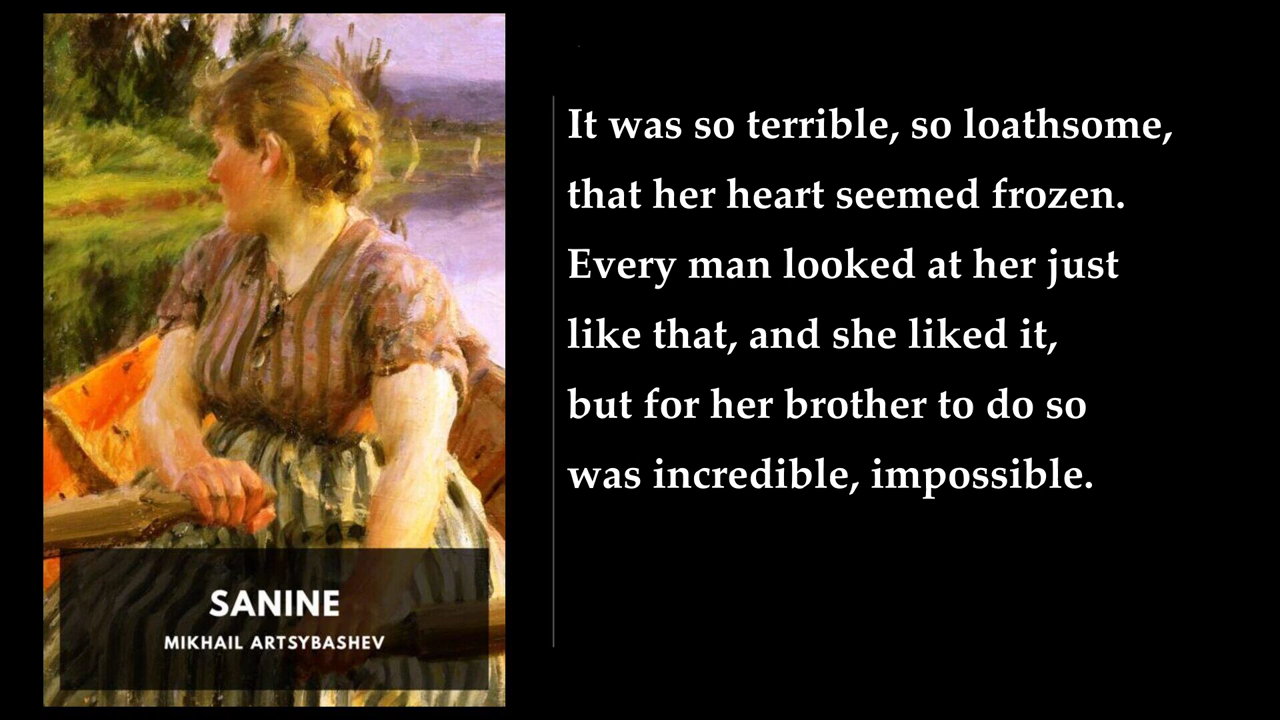 SANINE
MIKHAIL ARTSYBASHEV
It was so terrible, so loathsome,
that her heart seemed frozen.
Every man looked at her just
like that, and she liked it,
but for her brother to do so
was incredible, impossible.